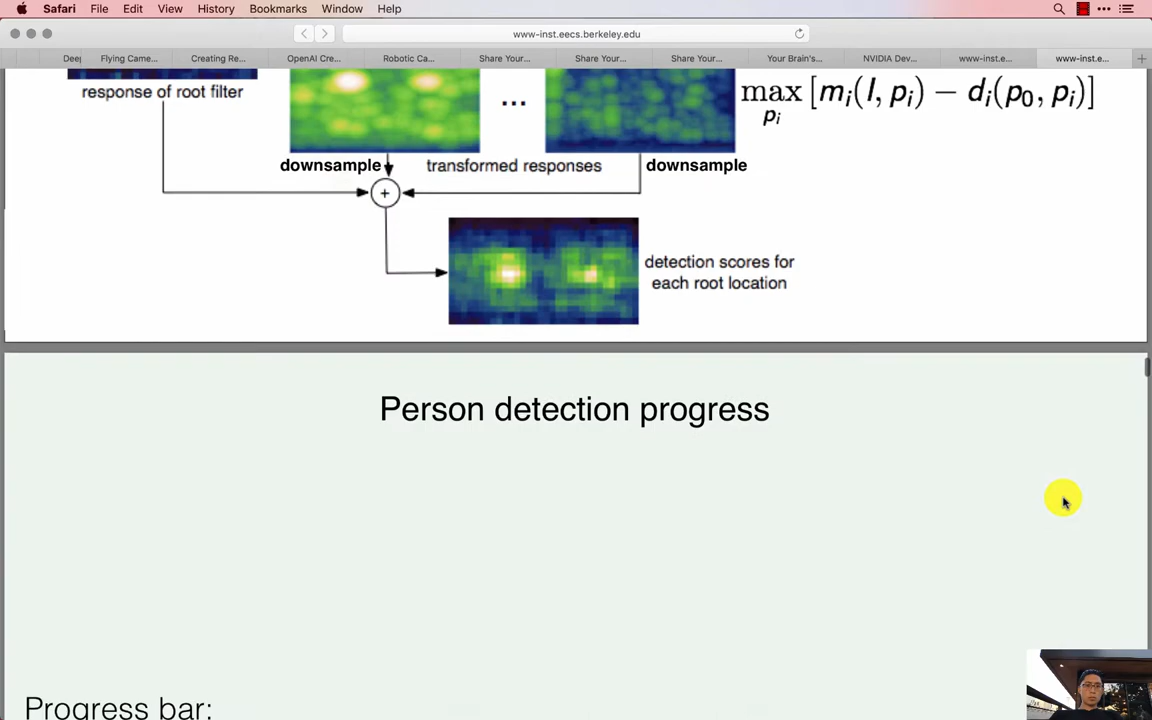 Safari File Edit View History Bookmarks Window Help
www-inst.eecs.berkeley.edu
Dee Flying Came... Creating Re... OpenAI Cre... Robotic Ca... Share Your... Share Your... Share Your... Your Brain's... NVIDIA Dev... www-inst.e... www-inst.e...
response of root filter
...
max [mᵢ(I, pᵢ) − dᵢ(p₀, pᵢ)]
pᵢ
downsample transformed responses downsample
+
detection scores for
each root location
Person detection progress
Progress bar: